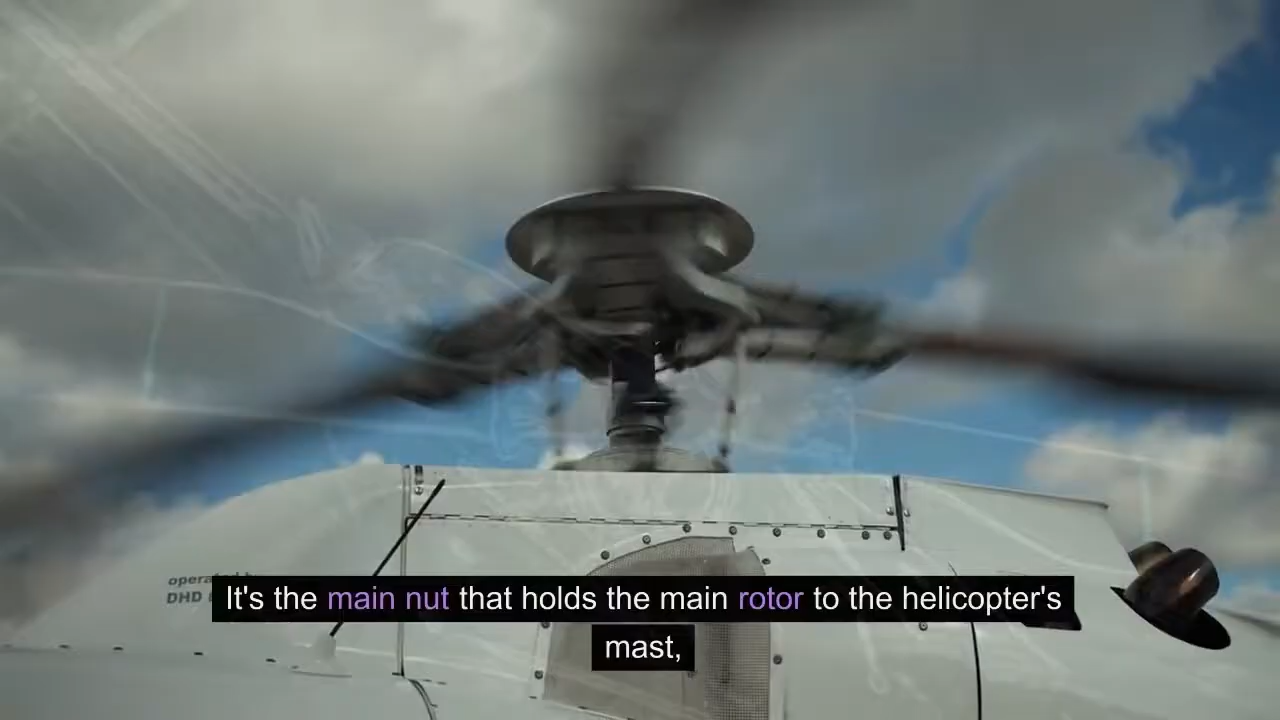 operated by
DHD
It's the main nut that holds the main rotor to the helicopter's
mast,